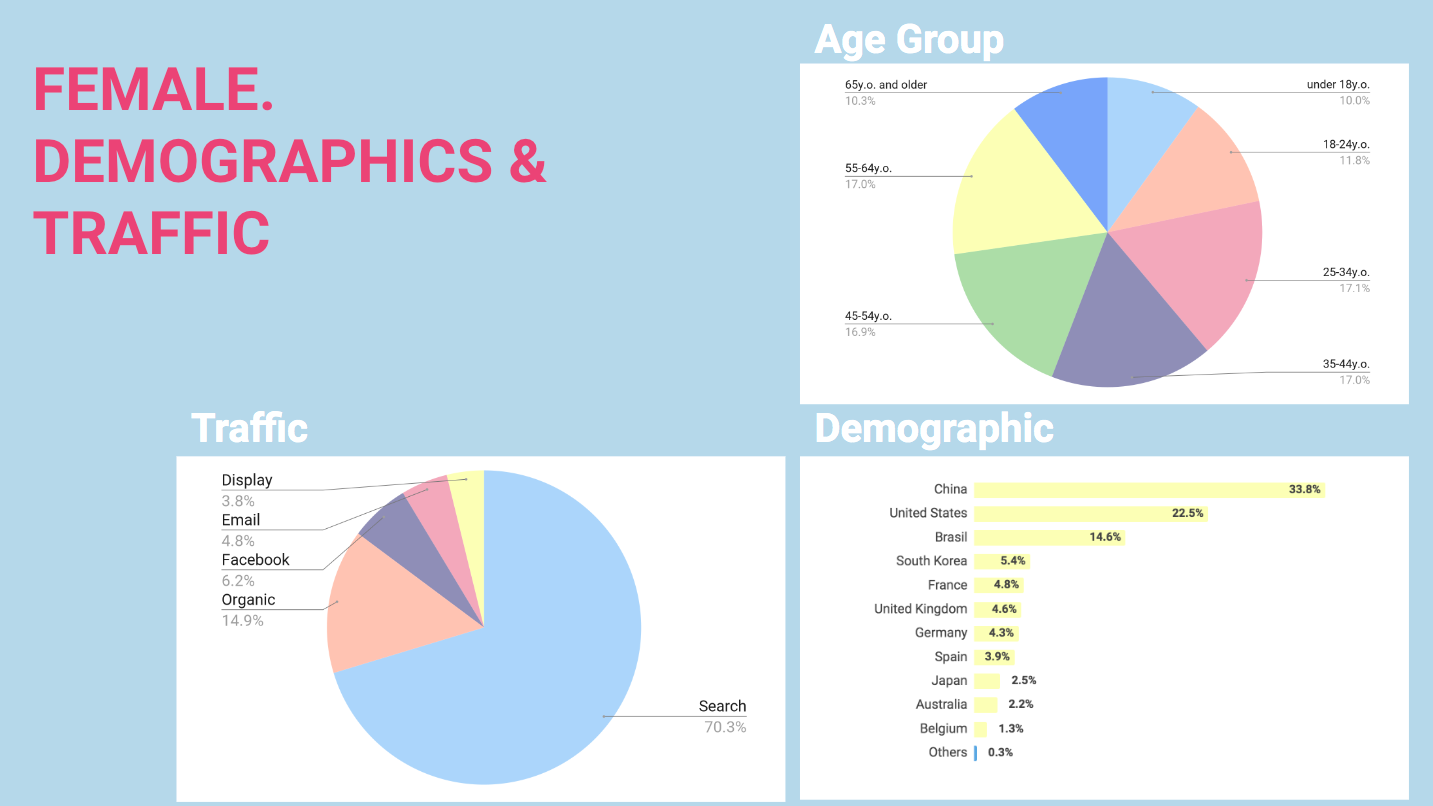 FEMALE.
DEMOGRAPHICS &
TRAFFIC
Age Group
65y.o. and older
10.3%
55-64y.o.
17.0%
45-54y.o.
16.9%
under 18y.o.
10.0%
18-24y.o.
11.8%
25-34y.o.
17.1%
35-44y.o.
17.0%
Traffic
Display
3.8%
Email
4.8%
Facebook
6.2%
Organic
14.9%
Search
70.3%
Demographic
China 33.8%
United States 22.5%
Brasil 14.6%
South Korea 5.4%
France 4.8%
United Kingdom 4.6%
Germany 4.3%
Spain 3.9%
Japan 2.5%
Australia 2.2%
Belgium 1.3%
Others 0.3%